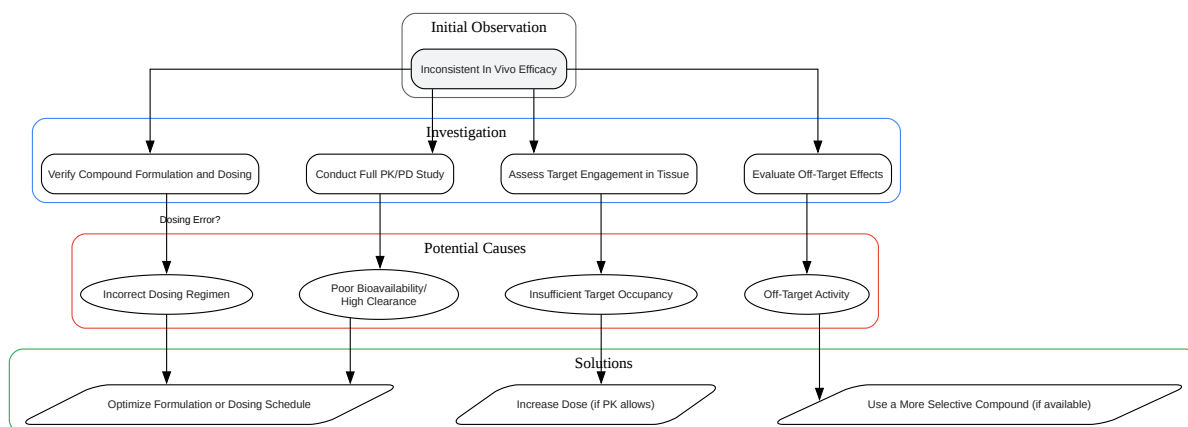 Initial Observation
Inconsistent In Vivo Efficacy
Investigation
Verify Compound Formulation and Dosing
Conduct Full PK/PD Study
Assess Target Engagement in Tissue
Evaluate Off-Target Effects
Dosing Error?
Potential Causes
Incorrect Dosing Regimen
Poor Bioavailability/
High Clearance
Insufficient Target Occupancy
Off-Target Activity
Solutions
Optimize Formulation or Dosing Schedule
Increase Dose (if PK allows)
Use a More Selective Compound (if available)